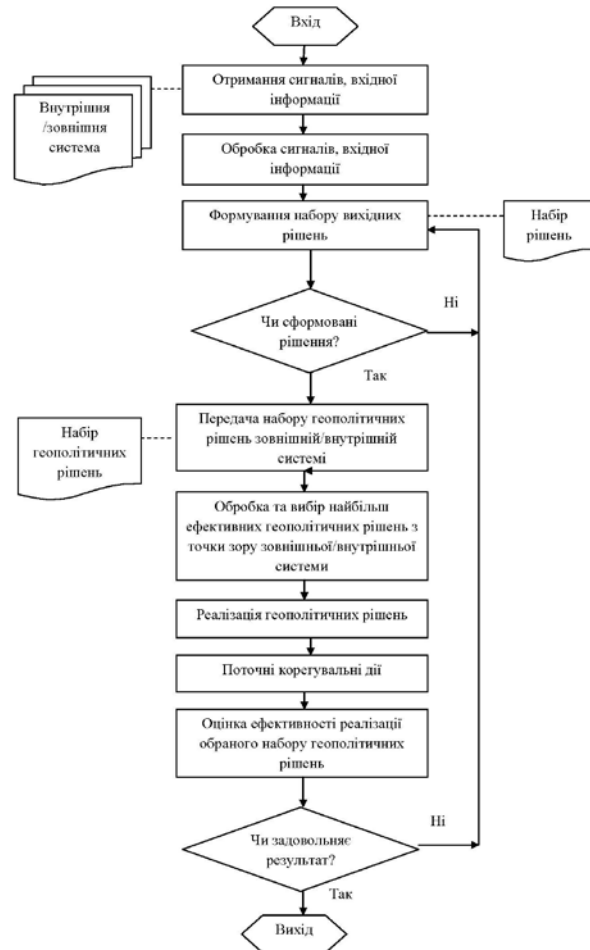 Вхід
Отримання сигналів, вхідної
інформації
Внутрішня
/зовнішня
система
Обробка сигналів, вхідної
інформації
Формування набору вихідних
рішень
Набір
рішень
Ні
Чи сформовані
рішення?
Так
Передача набору геополітичних
рішень зовнішній/внутрішній
системі
Набір
геополітичних
рішень
Обробка та вибір найбільш
ефективних геополітичних рішень з
точки зору зовнішньої/внутрішньої
системи
Реалізація геополітичних рішень
Поточні корегувальні дії
Оцінка ефективності реалізації
обраного набору геополітичних
рішень
Ні
Чи задовольняє
результат?
Так
Вихід